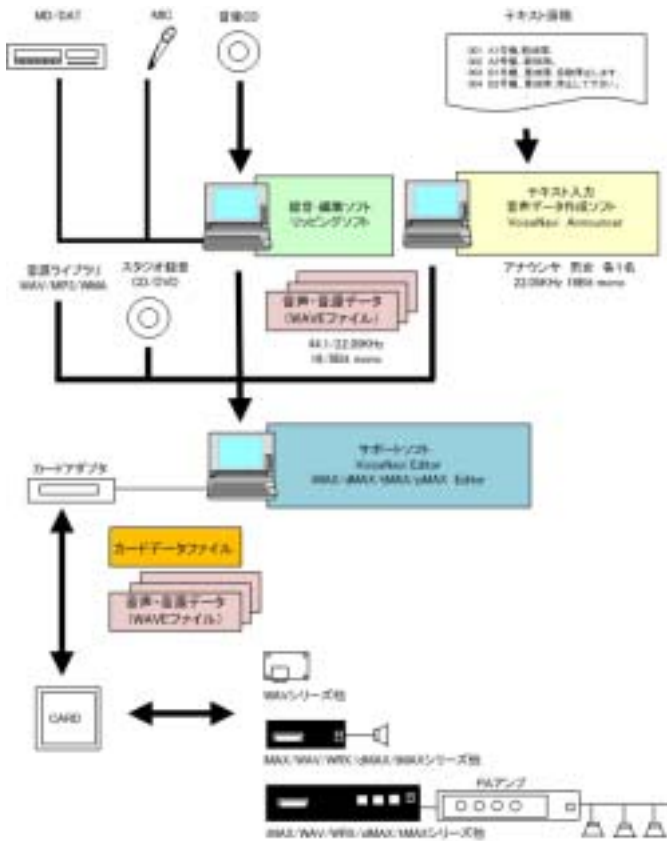 MD/DAT
MIC
音楽CD
テキスト原稿
録音・編集ソフト
リッピングソフト
テキスト入力
音声データ作成ソフト
VoiceNavi Announcer
音源ライブラリ
WAV/MP3/WMA
スタジオ録音
CD/DVD
音声・音源データ
(WAVEファイル)
44.1/22.05KHz
16/8Bit mono
アナウンサ 男女 各1名
22.05KHz 16Bit mono
サポートソフト
VoiceNavi Editor
カードアダプタ
カードデータファイル
音声・音源データ
(WAVEファイル)
CARD
WAVシリーズ他
PAアンプ